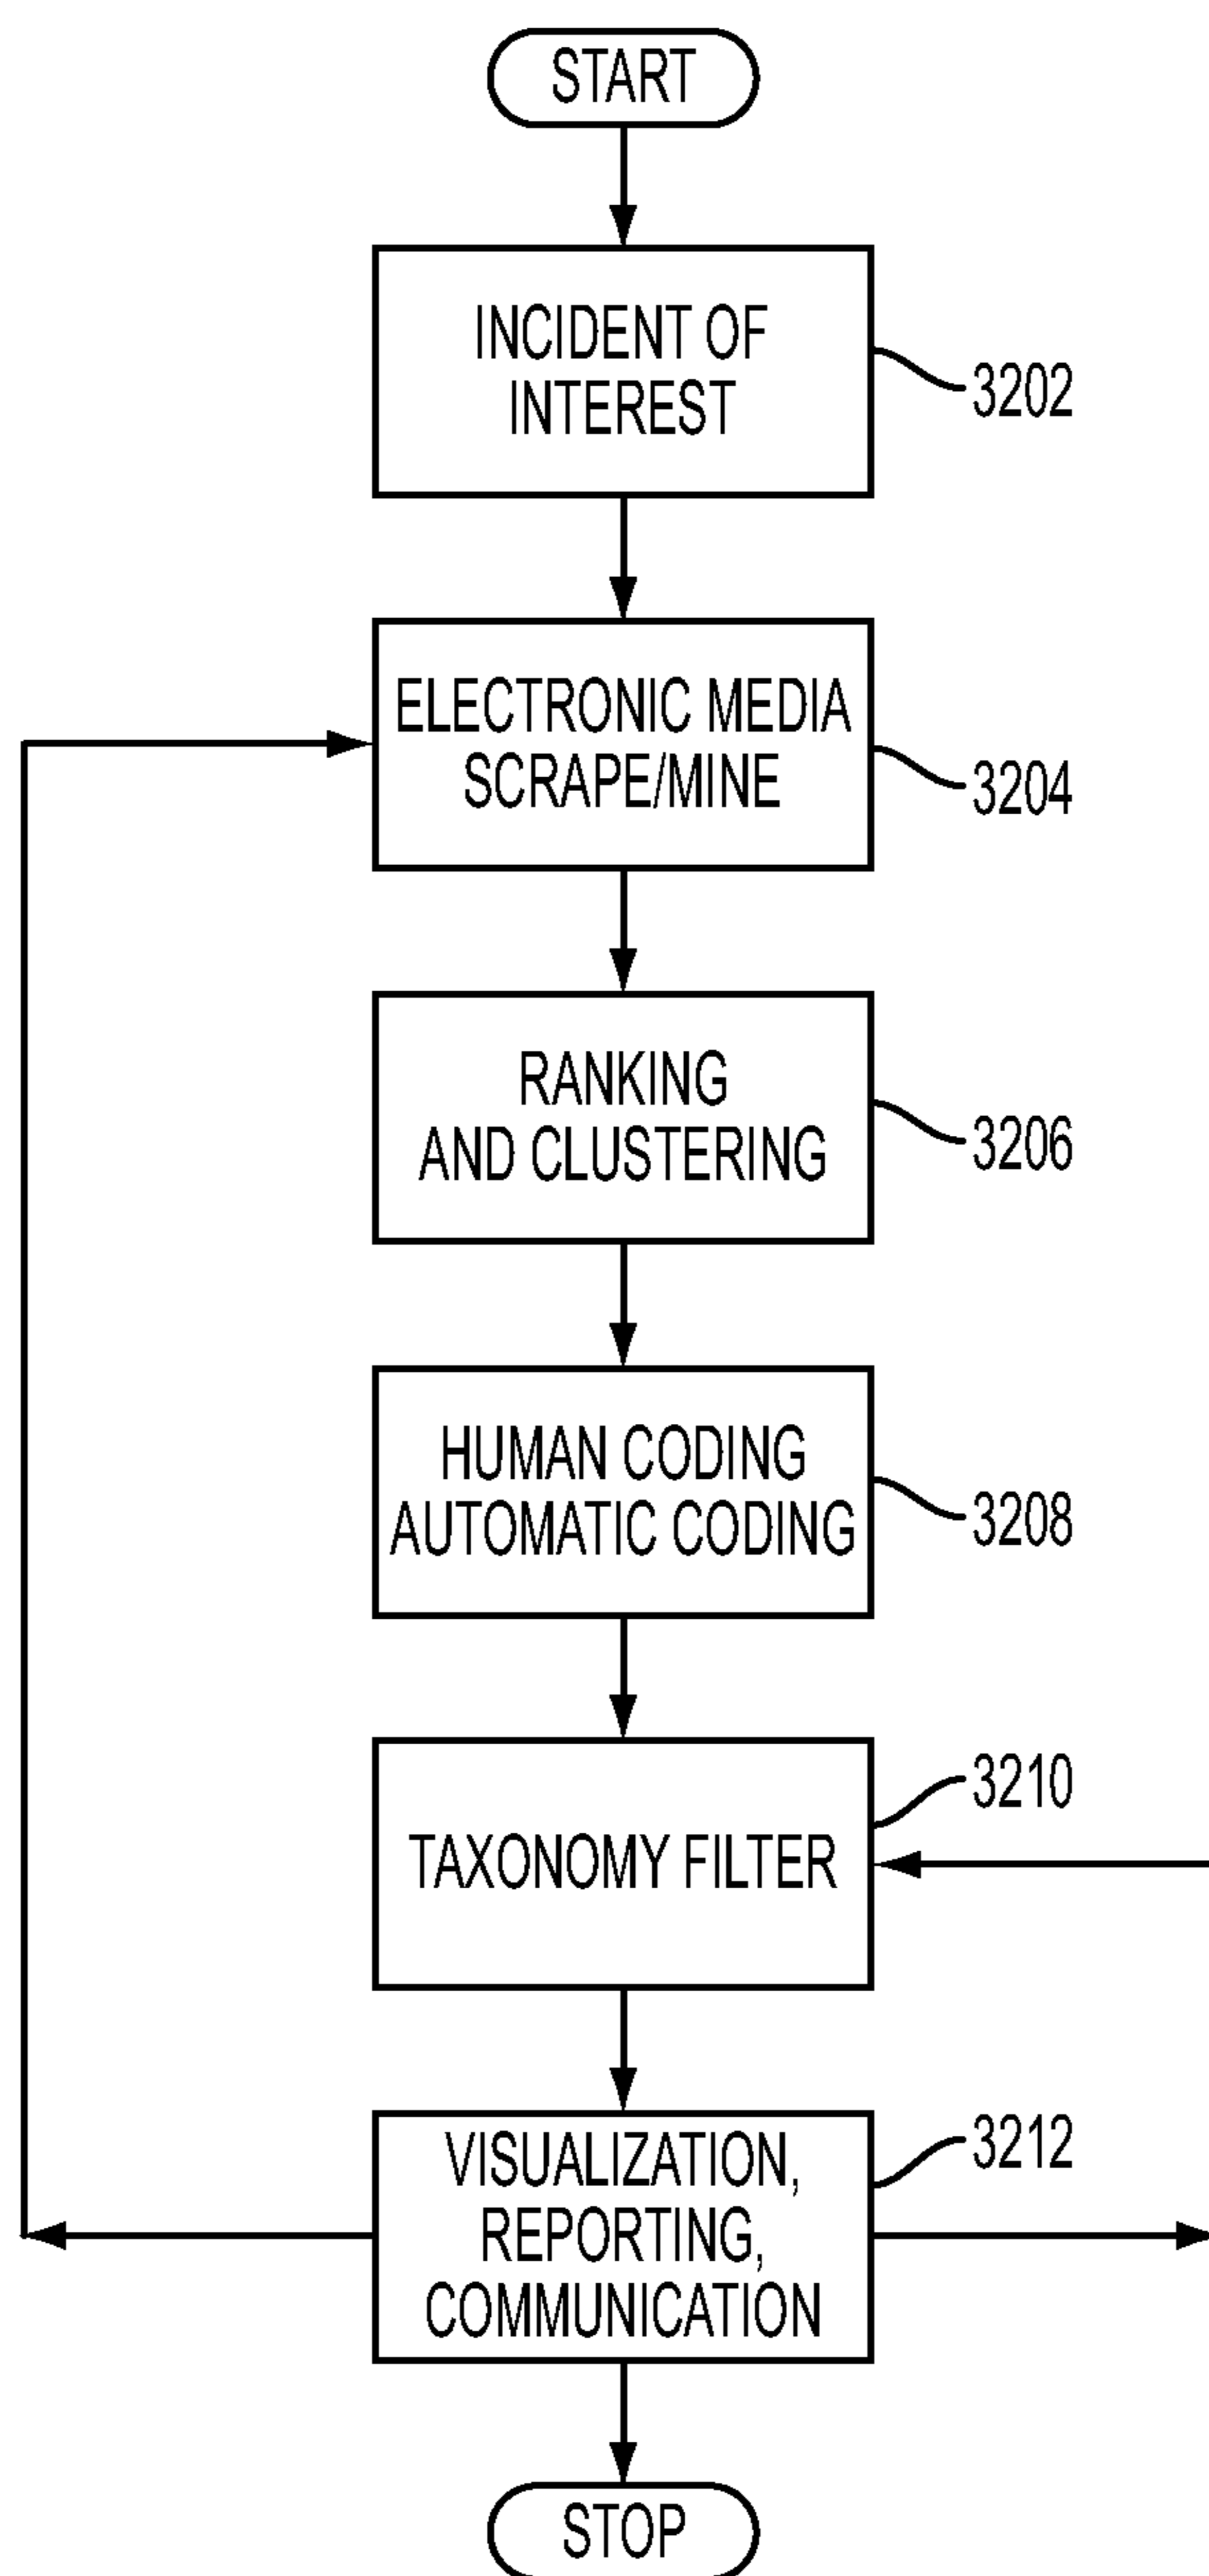 START
INCIDENT OF
INTEREST
3202
ELECTRONIC MEDIA
SCRAPE/MINE
3204
RANKING
AND CLUSTERING
3206
HUMAN CODING
AUTOMATIC CODING
3208
TAXONOMY FILTER
3210
VISUALIZATION,
REPORTING,
COMMUNICATION
3212
STOP